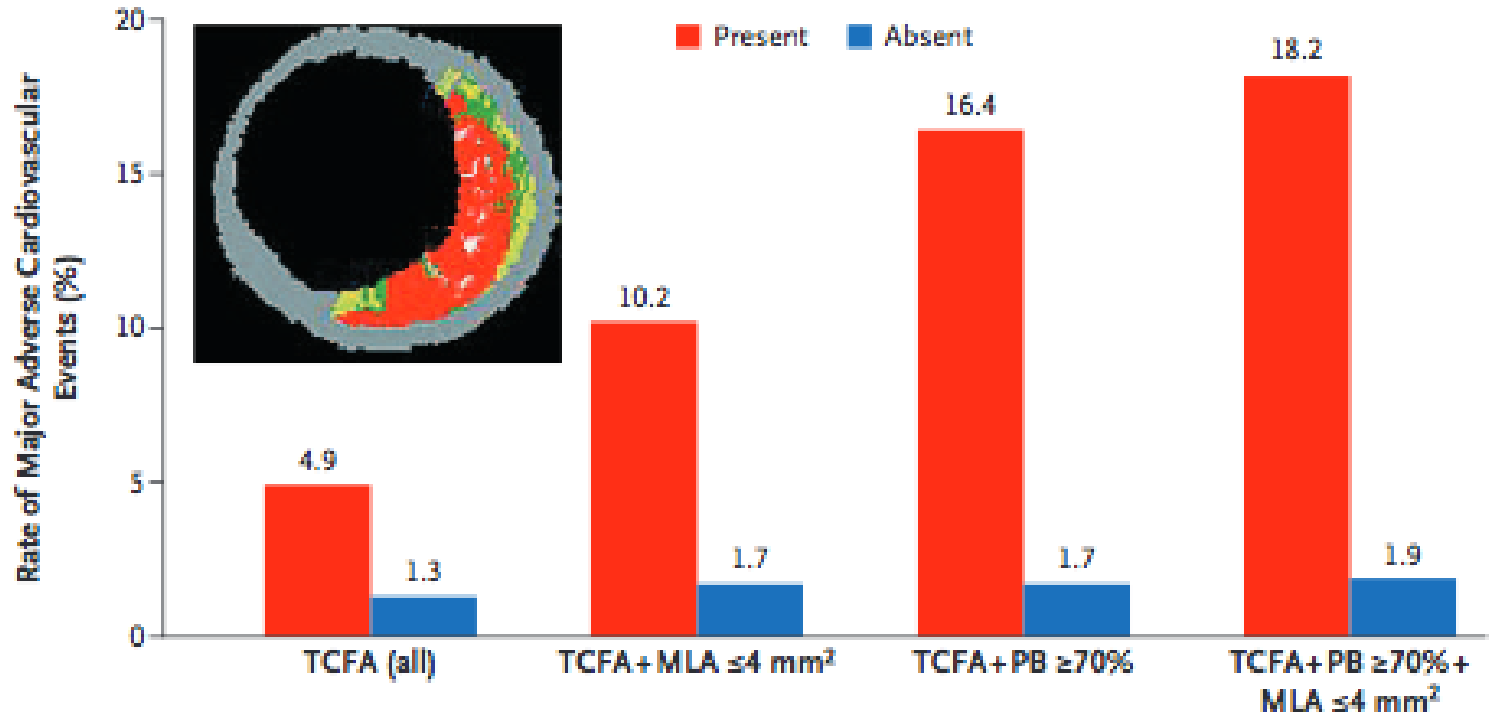 Rate of Major Adverse Cardiovascular
Events (%)
20
15
10
5
0
Present
Absent
4.9
1.3
10.2
1.7
16.4
1.7
18.2
1.9
TCFA (all)
TCFA+MLA ≤4 mm²
TCFA+PB ≥70%
TCFA+PB ≥70%+
MLA ≤4 mm²